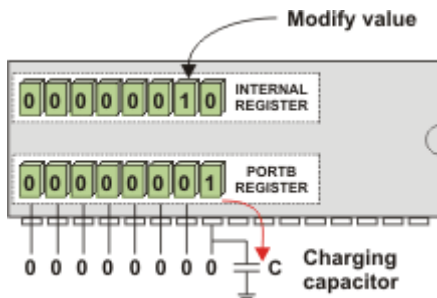 Modify value
0 0 0 0 0 0 1 0 INTERNAL REGISTER
0 0 0 0 0 0 0 1 PORTB REGISTER
0 0 0 0 0 0 0 0 C
Charging
capacitor